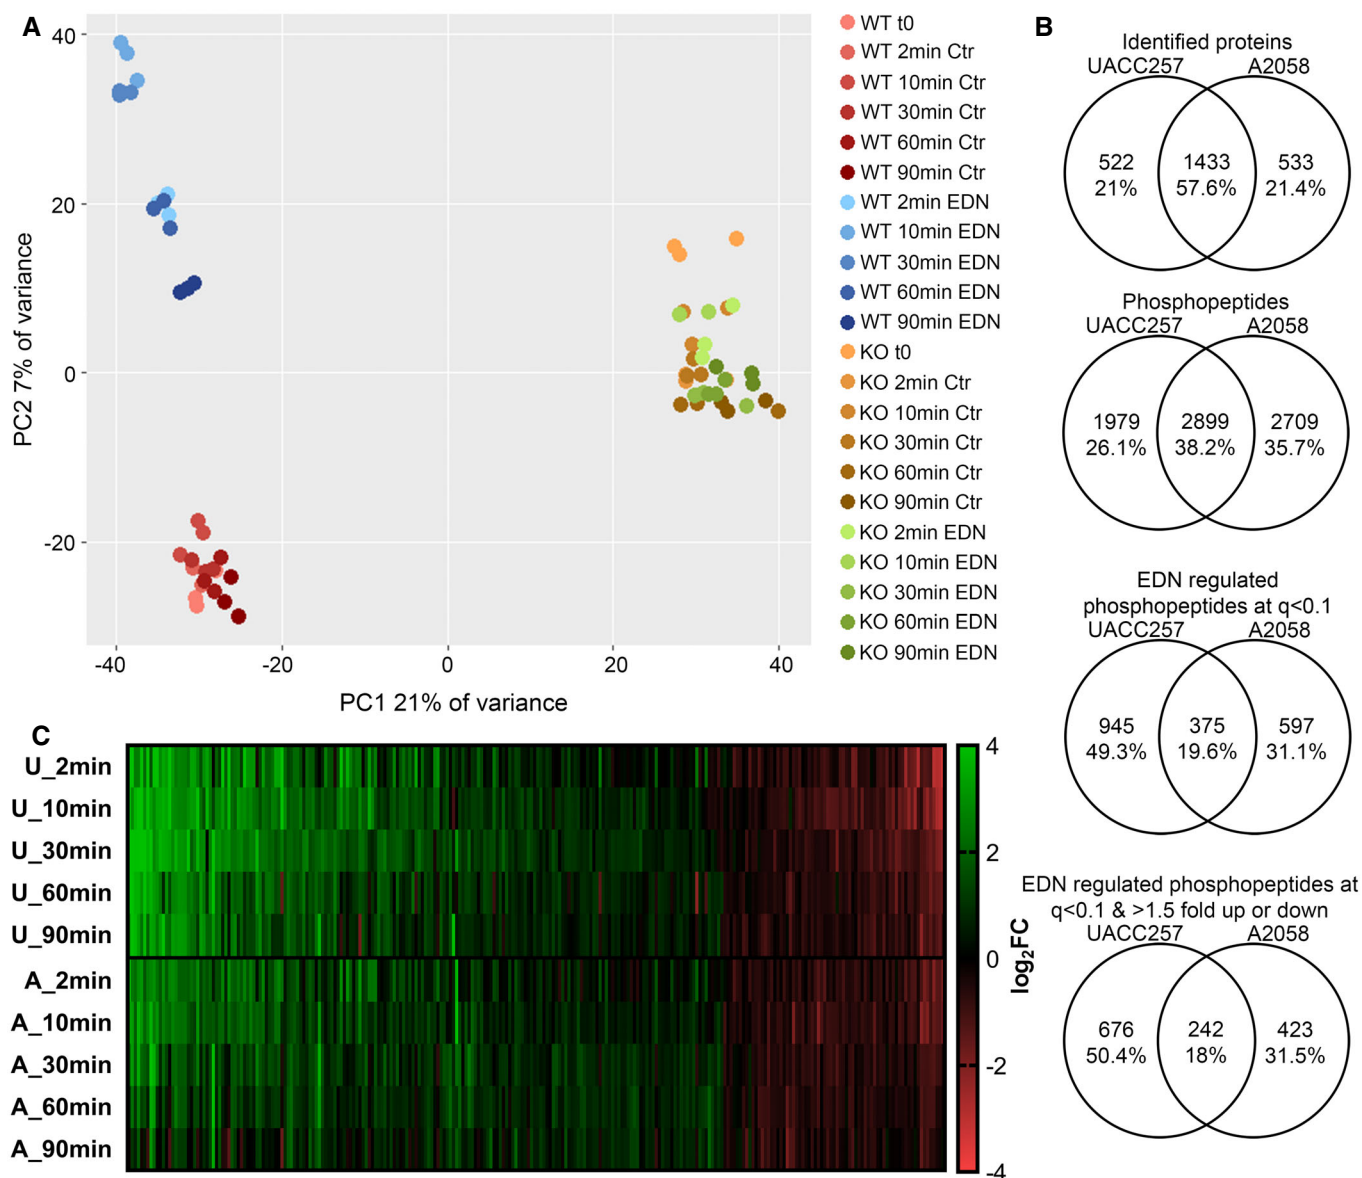 A
40
20
0
-20
-40
-20
0
20
40
PC2 7% of variance
PC1 21% of variance
WT t0
WT 2min Ctr
WT 10min Ctr
WT 30min Ctr
WT 60min Ctr
WT 90min Ctr
WT 2min EDN
WT 10min EDN
WT 30min EDN
WT 60min EDN
WT 90min EDN
KO t0
KO 2min Ctr
KO 10min Ctr
KO 30min Ctr
KO 60min Ctr
KO 90min Ctr
KO 2min EDN
KO 10min EDN
KO 30min EDN
KO 60min EDN
KO 90min EDN
B
Identified proteins
UACC257 A2058
522 1433 533
21% 57.6% 21.4%
Phosphopeptides
UACC257 A2058
1979 2899 2709
26.1% 38.2% 35.7%
EDN regulated
phosphopeptides at q<0.1
UACC257 A2058
945 375 597
49.3% 19.6% 31.1%
EDN regulated phosphopeptides at
q<0.1 & >1.5 fold up or down
UACC257 A2058
676 242 423
50.4% 18% 31.5%
C
U_2min
U_10min
U_30min
U_60min
U_90min
A_2min
A_10min
A_30min
A_60min
A_90min
4
2
0
-2
-4
log₂FC